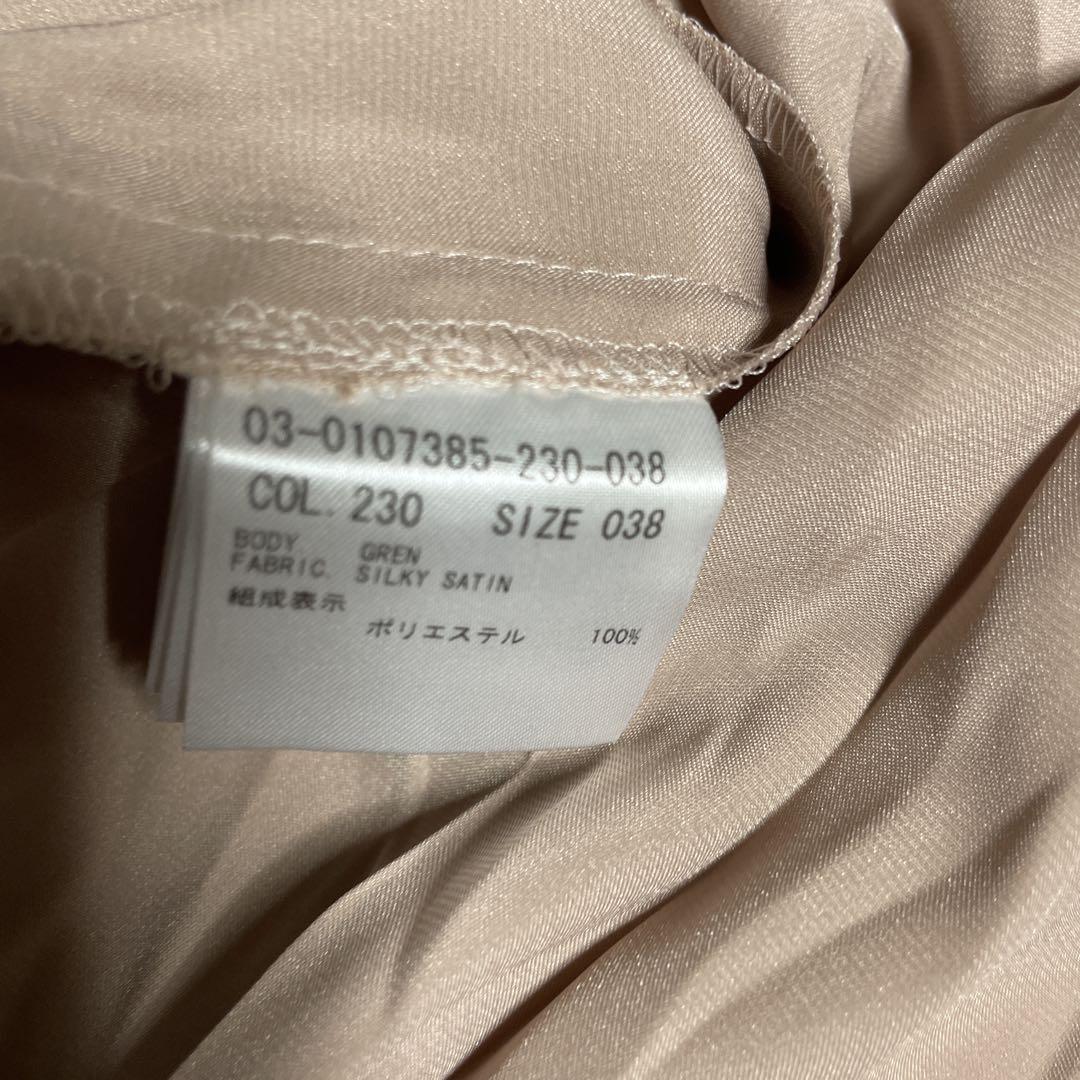 03-0107385-230-038
COL. 230 SIZE 038
BODY GREN
FABRIC. SILKY SATIN
組成表示
ポリエステル 100%